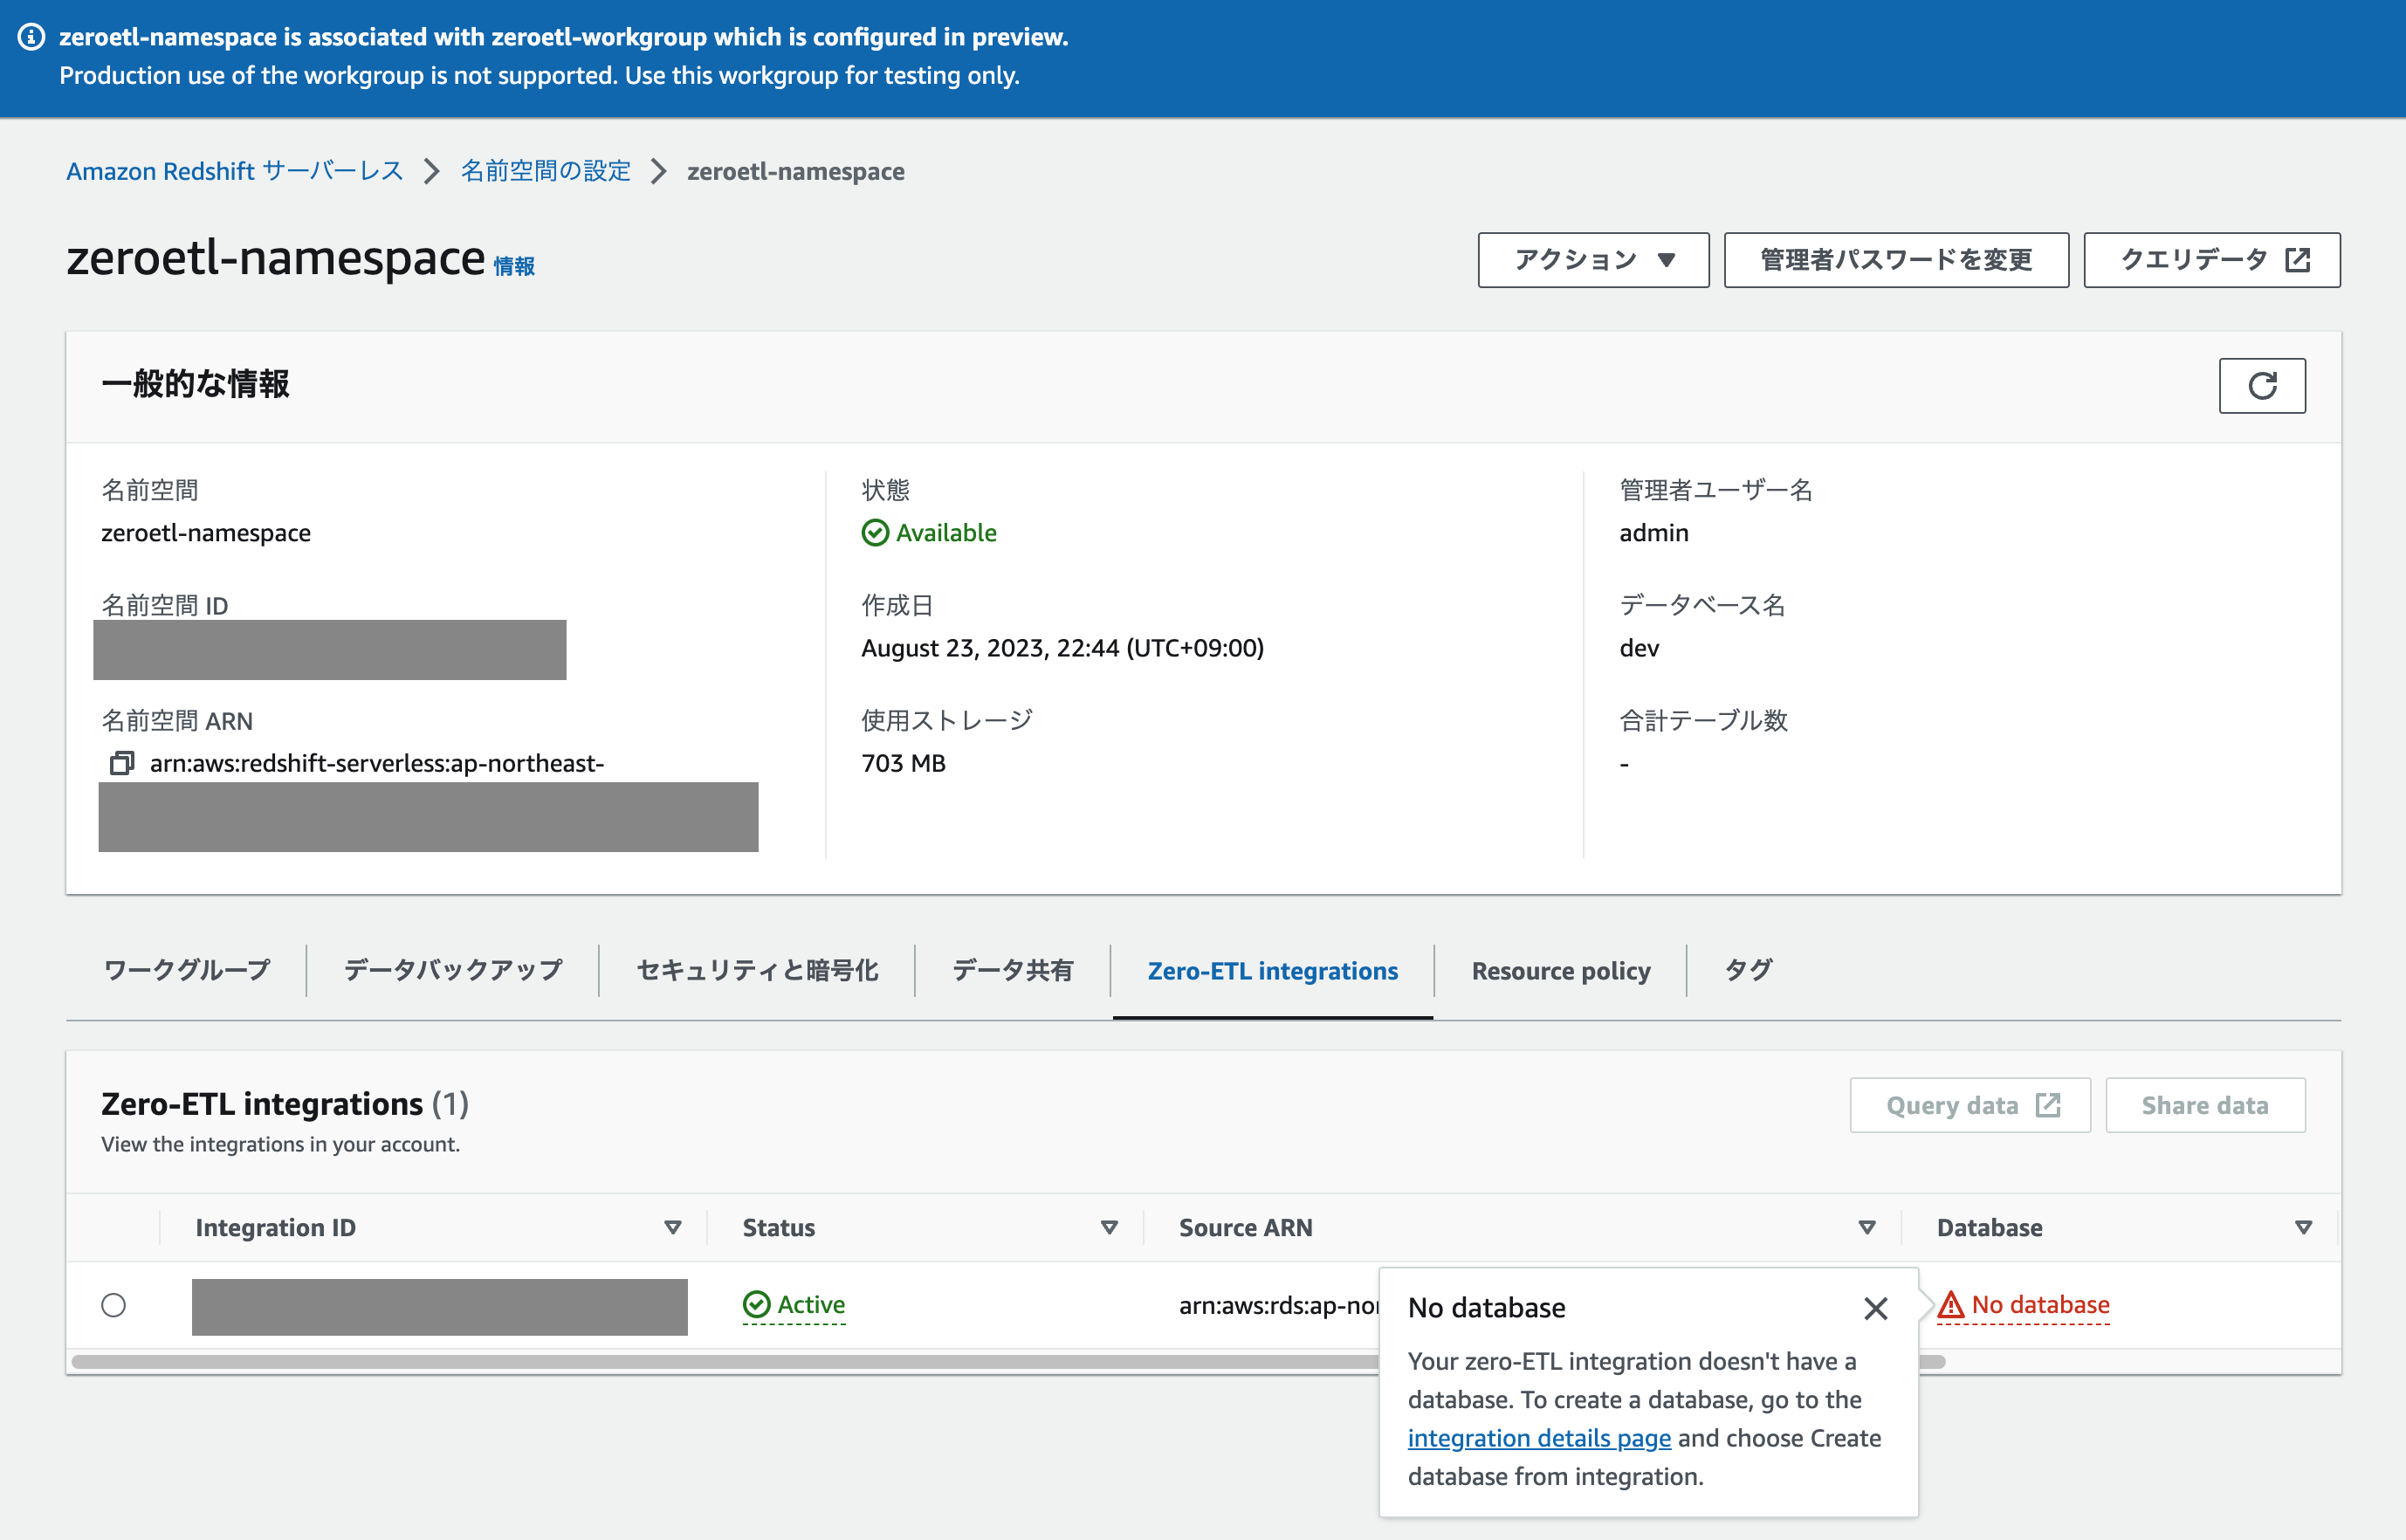 zeroetl-namespace is associated with zeroetl-workgroup which is configured in preview.
Production use of the workgroup is not supported. Use this workgroup for testing only.
Amazon Redshift サーバーレス
名前空間の設定
zeroetl-namespace
zeroetl-namespace 情報
アクション
管理者パスワードを変更
クエリデータ
一般的な情報
名前空間
zeroetl-namespace
名前空間 ID
名前空間 ARN
arn:aws:redshift-serverless:ap-northeast-
状態
Available
作成日
August 23, 2023, 22:44 (UTC+09:00)
使用ストレージ
703 MB
管理者ユーザー名
admin
データベース名
dev
合計テーブル数
-
ワークグループ
データバックアップ
セキュリティと暗号化
データ共有
Zero-ETL integrations
Resource policy
タグ
Zero-ETL integrations (1)
View the integrations in your account.
Query data
Share data
Integration ID
Status
Source ARN
Database
Active
arn:aws:rds:ap-nor
No database
No database
Your zero-ETL integration doesn't have a
database. To create a database, go to the
integration details page and choose Create
database from integration.